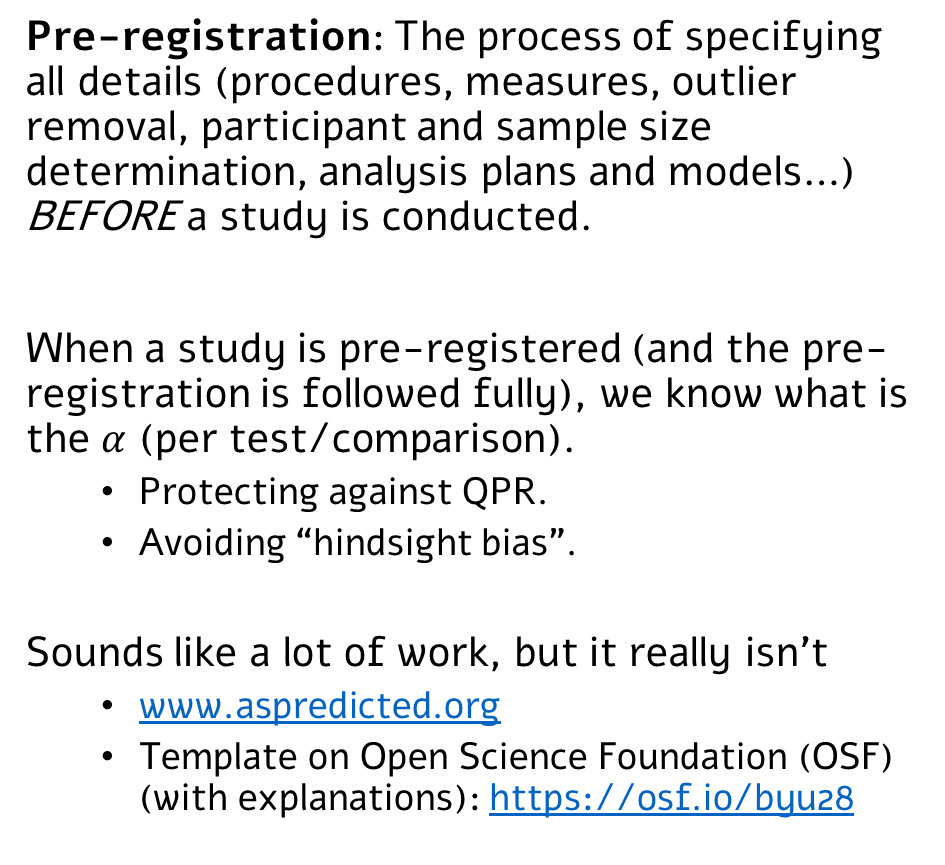 Pre-registration: The process of specifying
all details (procedures, measures, outlier
removal, participant and sample size
determination, analysis plans and models...)
BEFORE a study is conducted.
When a study is pre-registered (and the pre-
registration is followed fully), we know what is
the α (per test/comparison).
• Protecting against QPR.
• Avoiding “hindsight bias”.
Sounds like a lot of work, but it really isn’t
• www.aspredicted.org
• Template on Open Science Foundation (OSF)
(with explanations): https://osf.io/byu28